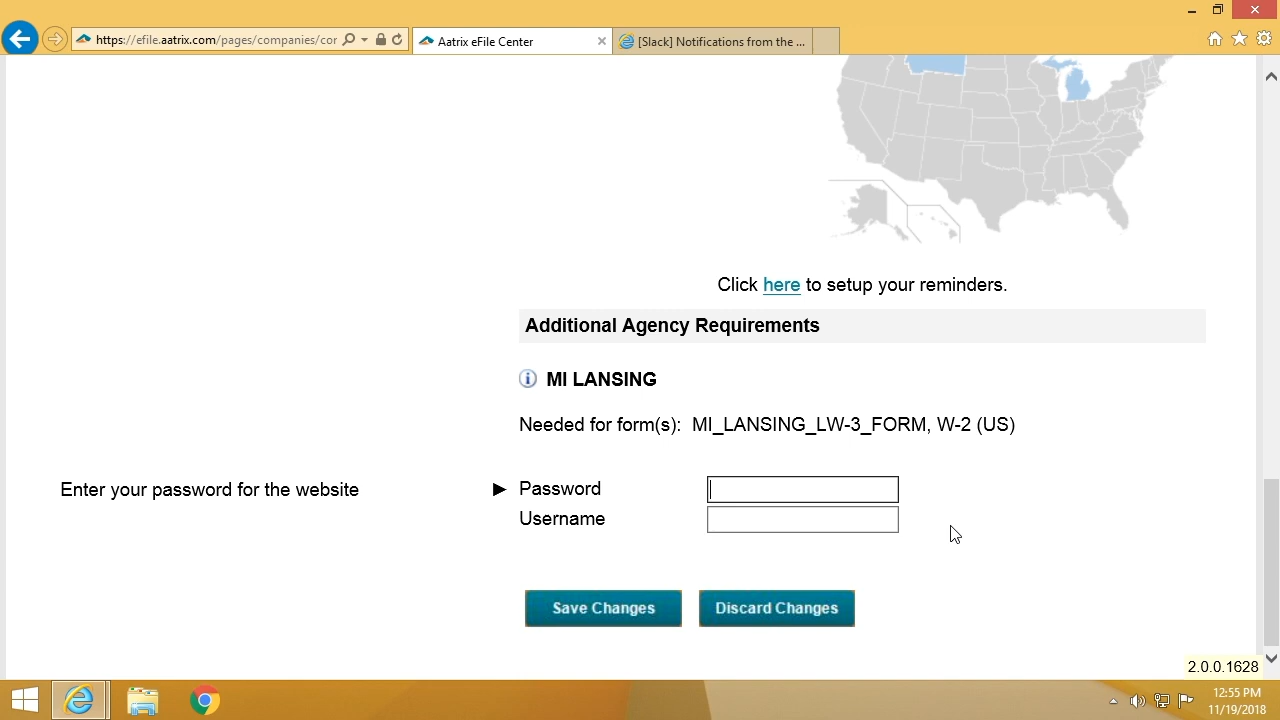 https://efile.aatrix.com/pages/companies/cor
Aatrix eFile Center
[Slack] Notifications from the ...
Click here to setup your reminders.
Additional Agency Requirements
MI LANSING
Needed for form(s): MI_LANSING_LW-3_FORM, W-2 (US)
Enter your password for the website
Password
Username
Save Changes
Discard Changes
2.0.0.1628
12:55 PM
11/19/2018